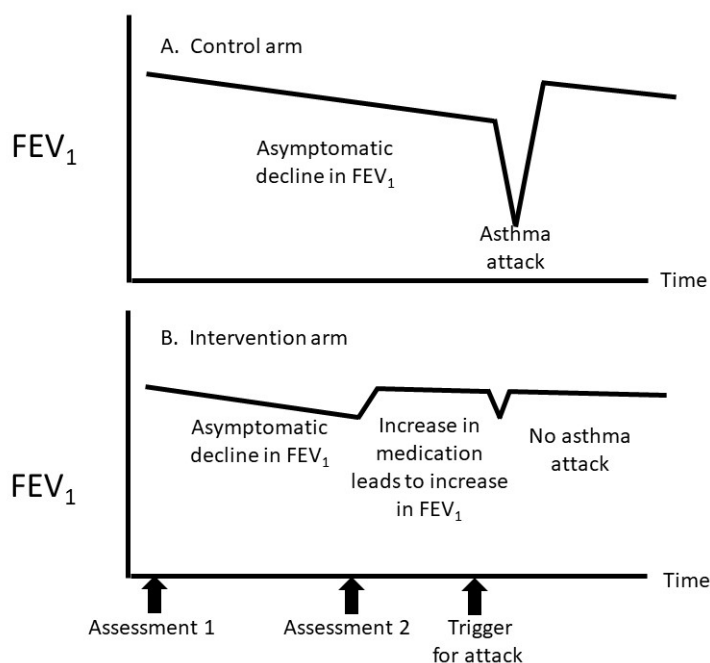 A. Control arm
FEV₁
Asymptomatic
decline in FEV₁
Asthma
attack
Time
B. Intervention arm
FEV₁
Asymptomatic
decline in FEV₁
Increase in
medication
leads to increase
in FEV₁
No asthma
attack
Time
Assessment 1
Assessment 2
Trigger
for attack